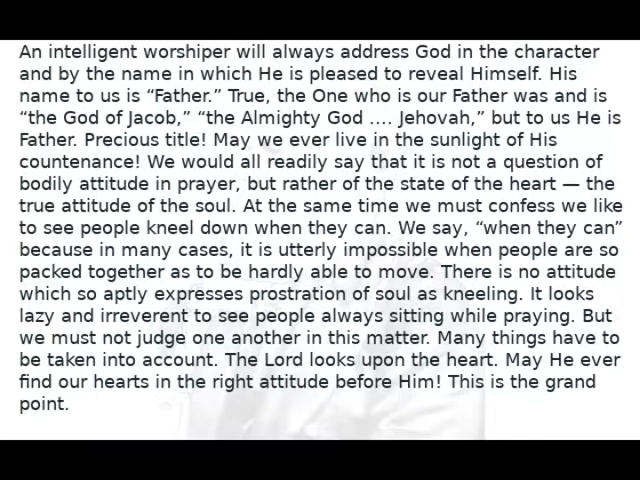 An intelligent worshiper will always address God in the character
and by the name in which He is pleased to reveal Himself. His
name to us is “Father.” True, the One who is our Father was and is
“the God of Jacob,” “the Almighty God .... Jehovah,” but to us He is
Father. Precious title! May we ever live in the sunlight of His
countenance! We would all readily say that it is not a question of
bodily attitude in prayer, but rather of the state of the heart — the
true attitude of the soul. At the same time we must confess we like
to see people kneel down when they can. We say, “when they can”
because in many cases, it is utterly impossible when people are so
packed together as to be hardly able to move. There is no attitude
which so aptly expresses prostration of soul as kneeling. It looks
lazy and irreverent to see people always sitting while praying. But
we must not judge one another in this matter. Many things have to
be taken into account. The Lord looks upon the heart. May He ever
find our hearts in the right attitude before Him! This is the grand
point.